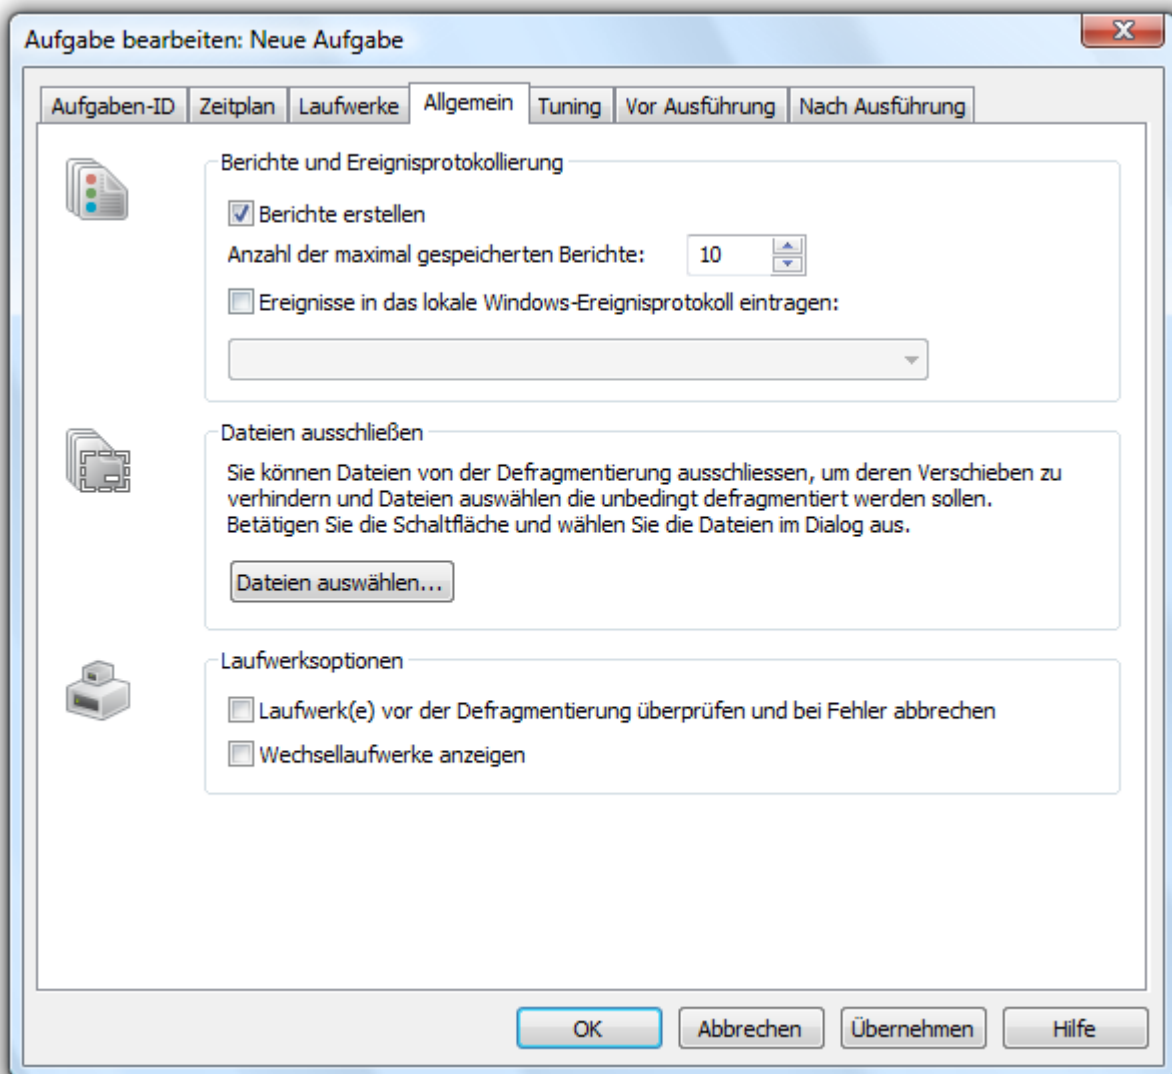 Aufgabe bearbeiten: Neue Aufgabe
Aufgaben-ID Zeitplan Laufwerke Allgemein Tuning Vor Ausführung Nach Ausführung
Berichte und Ereignisprotokollierung
Berichte erstellen
Anzahl der maximal gespeicherten Berichte: 10
Ereignisse in das lokale Windows-Ereignisprotokoll eintragen:
Dateien ausschließen
Sie können Dateien von der Defragmentierung ausschliessen, um deren Verschieben zu
verhindern und Dateien auswählen die unbedingt defragmentiert werden sollen.
Betätigen Sie die Schaltfläche und wählen Sie die Dateien im Dialog aus.
Dateien auswählen...
Laufwerksoptionen
Laufwerk(e) vor der Defragmentierung überprüfen und bei Fehler abbrechen
Wechsellaufwerke anzeigen
OK Abbrechen Übernehmen Hilfe